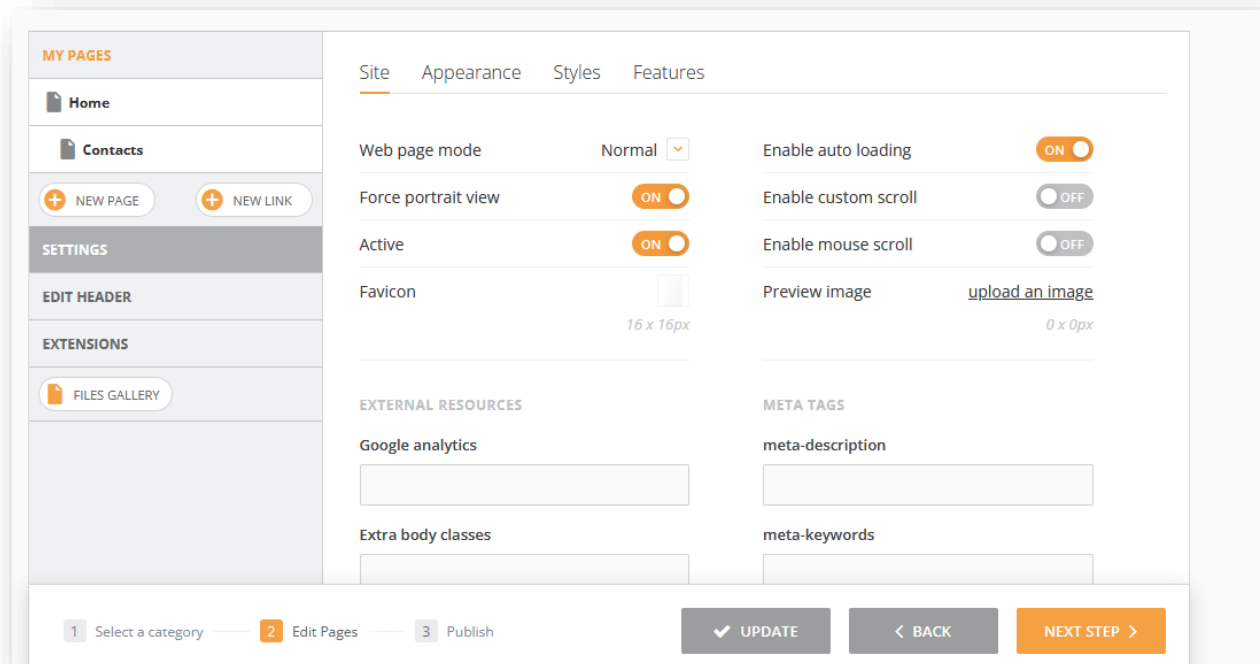 MY PAGES
Home
Contacts
NEW PAGE
NEW LINK
SETTINGS
EDIT HEADER
EXTENSIONS
FILES GALLERY
Site Appearance Styles Features
Web page mode Normal
Force portrait view ON
Active ON
Favicon
16 x 16px
Enable auto loading ON
Enable custom scroll OFF
Enable mouse scroll OFF
Preview image upload an image
0 x 0px
EXTERNAL RESOURCES
Google analytics
Extra body classes
META TAGS
meta-description
meta-keywords
1 Select a category 2 Edit Pages 3 Publish
UPDATE
BACK
NEXT STEP